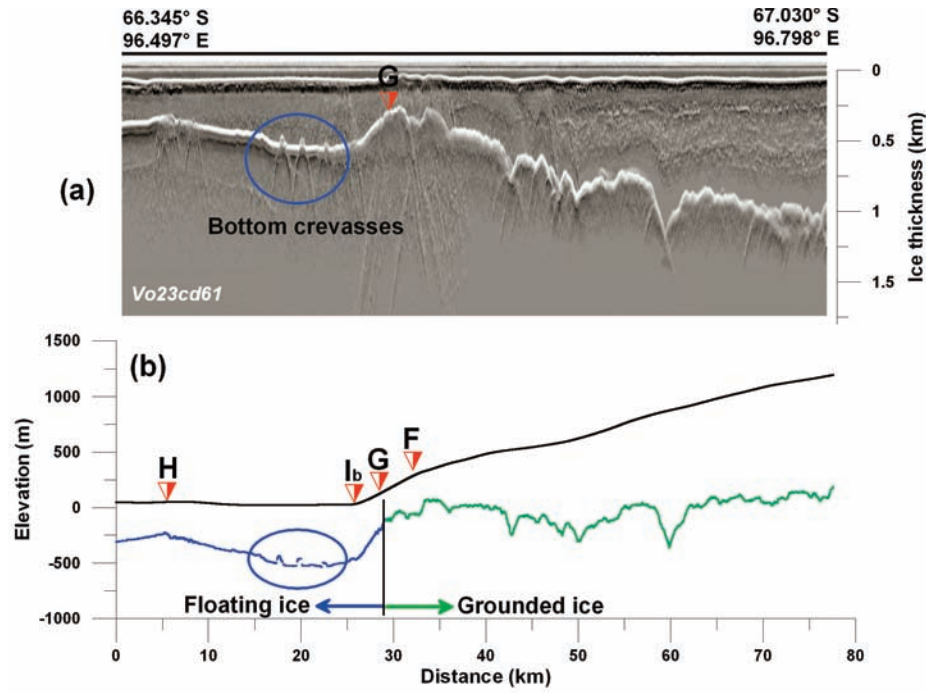 66.345° S
96.497° E
67.030° S
96.798° E
G
0
0.5
1
1.5
Ice thickness (km)
(a)
Bottom crevasses
Vo23cd61
(b)
1500
1000
500
0
-500
-1000
Elevation (m)
H
Ib
G
F
Floating ice
Grounded ice
0
10
20
30
40
50
60
70
80
Distance (km)